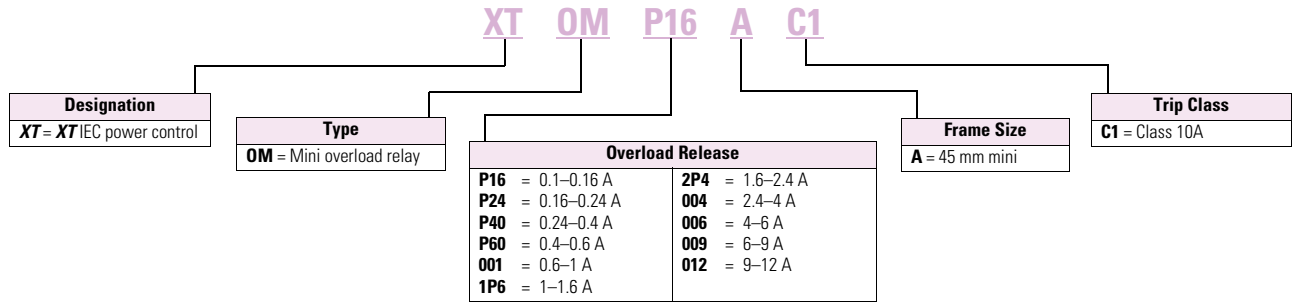 XT OM P16 A C1
Designation
XT = XT IEC power control
Type
OM = Mini overload relay
Overload Release
P16 = 0.1–0.16 A
P24 = 0.16–0.24 A
P40 = 0.24–0.4 A
P60 = 0.4–0.6 A
001 = 0.6–1 A
1P6 = 1–1.6 A
2P4 = 1.6–2.4 A
004 = 2.4–4 A
006 = 4–6 A
009 = 6–9 A
012 = 9–12 A
Frame Size
A = 45 mm mini
Trip Class
C1 = Class 10A